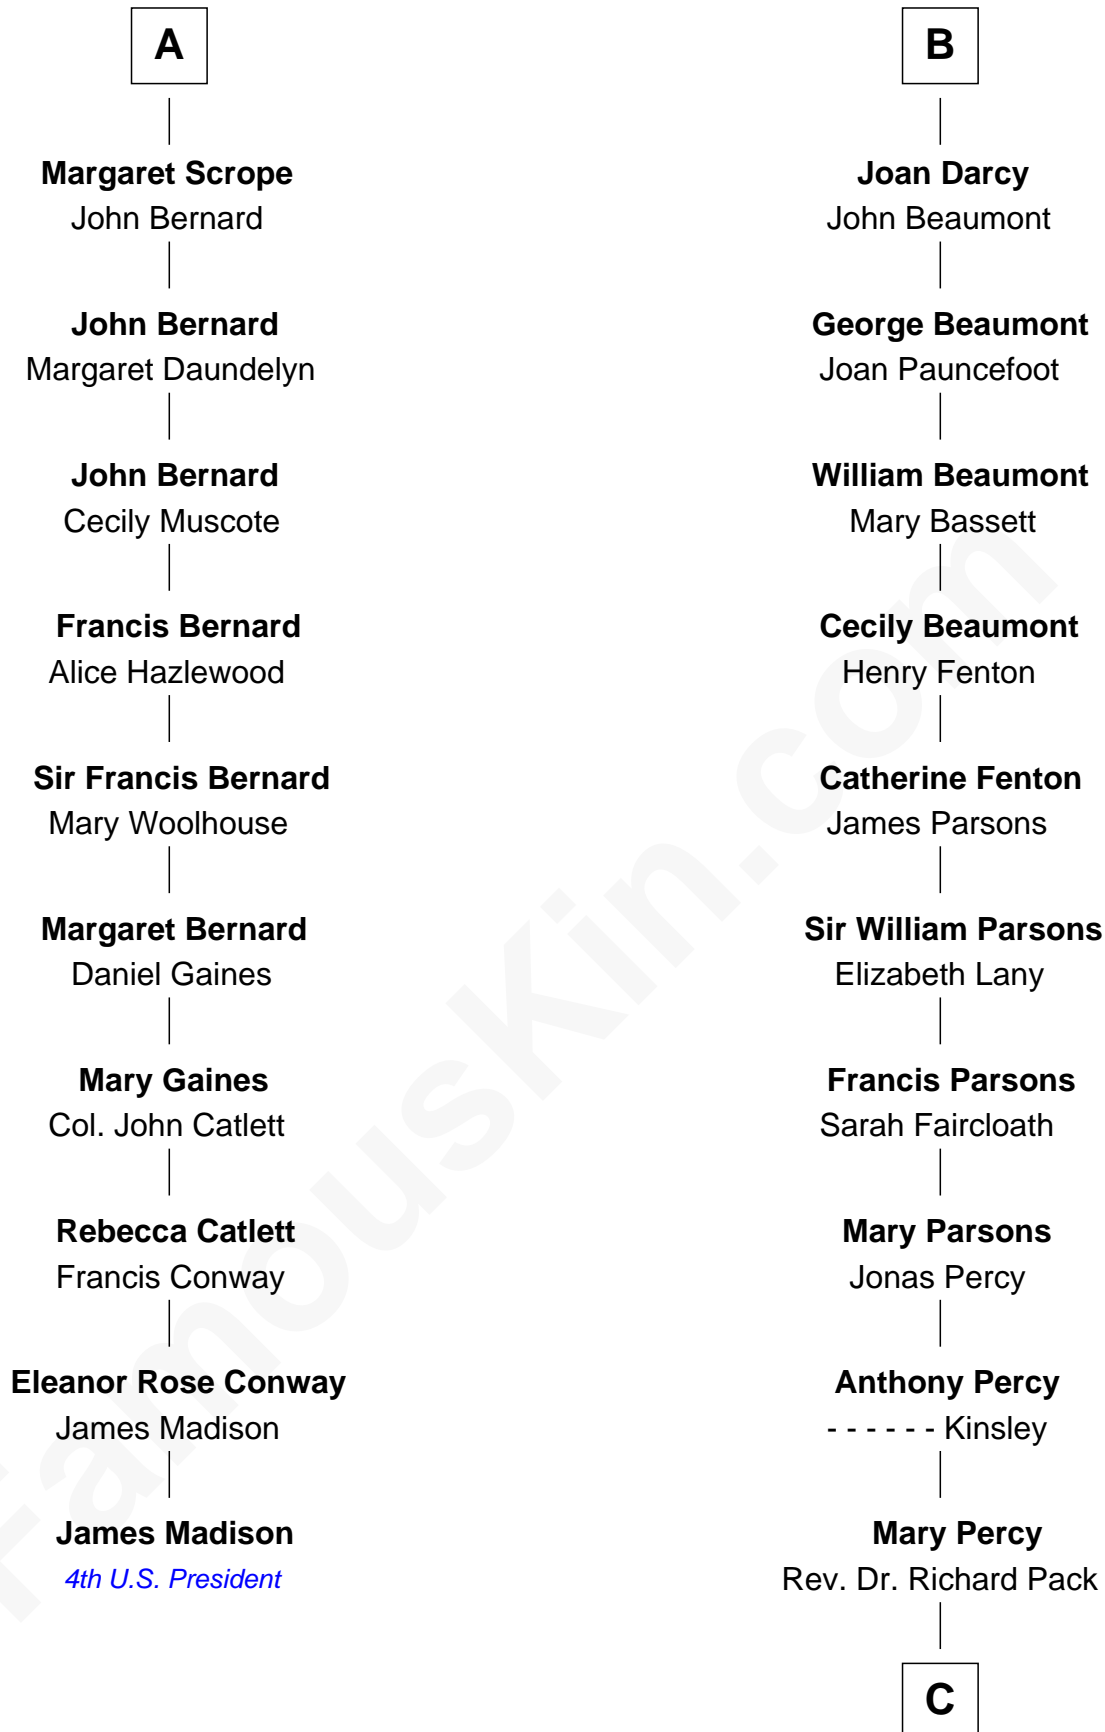 A
Margaret Scrope
John Bernard
John Bernard
Margaret Daundelyn
John Bernard
Cecily Muscote
Francis Bernard
Alice Hazlewood
Sir Francis Bernard
Mary Woolhouse
Margaret Bernard
Daniel Gaines
Mary Gaines
Col. John Catlett
Rebecca Catlett
Francis Conway
Eleanor Rose Conway
James Madison
James Madison
4th U.S. President
B
Joan Darcy
John Beaumont
George Beaumont
Joan Pauncefoot
William Beaumont
Mary Bassett
Cecily Beaumont
Henry Fenton
Catherine Fenton
James Parsons
Sir William Parsons
Elizabeth Lany
Francis Parsons
Sarah Faircloath
Mary Parsons
Jonas Percy
Anthony Percy
- - - - - - Kinsley
Mary Percy
Rev. Dr. Richard Pack
C
FamousKin.com